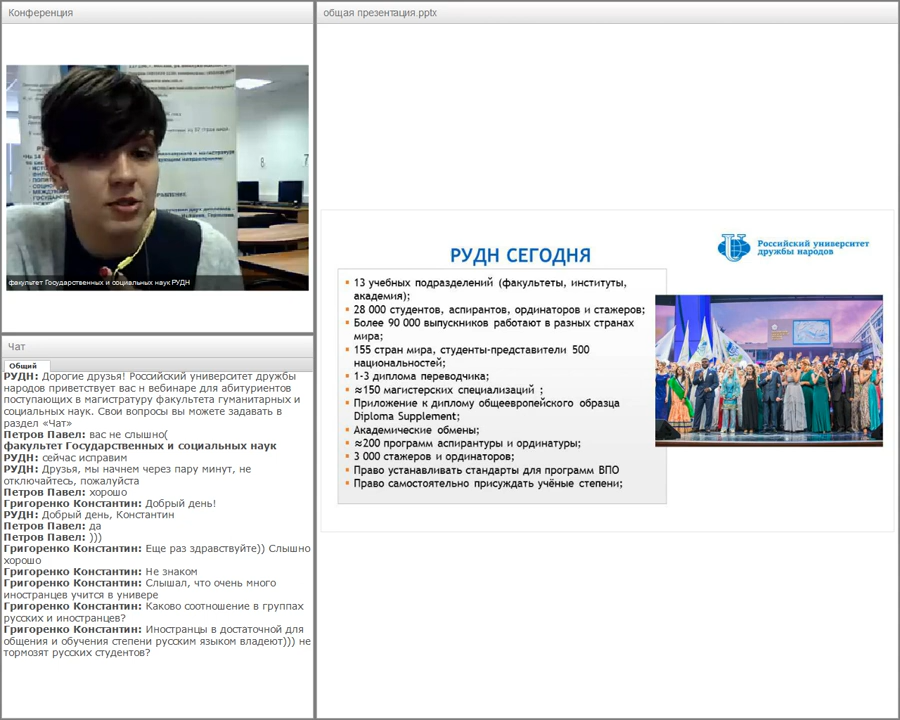 Конференция
факультет Государственных и социальных наук РУДН
Чат
Общий
РУДН: Дорогие друзья! Российский университет дружбы
народов приветствует вас н вебинаре для абитуриентов
поступающих в магистратуру факультета гуманитарных и
социальных наук. Свои вопросы вы можете задавать в
раздел «Чат»
Петров Павел: вас не слышно(
факультет Государственных и социальных наук
РУДН: сейчас исправим
РУДН: Друзья, мы начнем через пару минут, не
отключайтесь, пожалуйста
Петров Павел: хорошо
Григоренко Константин: Добрый день!
РУДН: Добрый день, Константин
Петров Павел: да
Петров Павел: )))
Григоренко Константин: Еще раз здравствуйте)) Слышно
хорошо
Григоренко Константин: Не знаком
Григоренко Константин: Слышал, что очень много
иностранцев учится в универе
Григоренко Константин: Каково соотношение в группах
русских и иностранцев?
Григоренко Константин: Иностранцы в достаточной для
общения и обучения степени русским языком владеют))) не
тормозят русских студентов?
общая презентация.pptx
РУДН СЕГОДНЯ
Российский университет
дружбы народов
13 учебных подразделений (факультеты, институты,
академия);
28 000 студентов, аспирантов, ординаторов и стажеров;
Более 90 000 выпускников работают в разных странах
мира;
155 стран мира, студенты-представители 500
национальностей;
1-3 диплома переводчика;
≈150 магистерских специализаций ;
Приложение к диплому общеевропейского образца
Diploma Supplement;
Академические обмены;
≈200 программ аспирантуры и ординатуры;
3 000 стажеров и ординаторов;
Право устанавливать стандарты для программ ВПО
Право самостоятельно присуждать учёные степени;